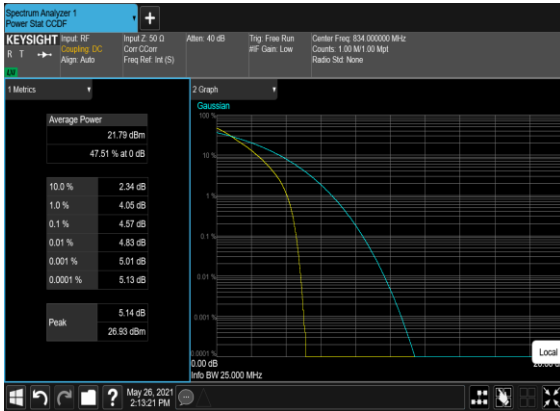 Spectrum Analyzer 1
Power Stat CCDF
+
KEYSIGHT
R T
LV
Input: RF
Coupling: DC
Align: Auto
Input Z: 50 Ω
Corr CCorr
Freq Ref: Int (S)
Atten: 40 dB
Trig: Free Run
#IF Gain: Low
Center Freq: 834.000000 MHz
Counts: 1.00 M/1.00 Mpt
Radio Std: None
1 Metrics
Average Power
21.79 dBm
47.51 % at 0 dB
10.0 % 2.34 dB
1.0 % 4.05 dB
0.1 % 4.57 dB
0.01 % 4.83 dB
0.001 % 5.01 dB
0.0001 % 5.13 dB
Peak
5.14 dB
26.93 dBm
2 Graph
Gaussian
100 %
10 %
1 %
0.1 %
0.01 %
0.001 %
0.0001 %
0.00 dB
Info BW 25.000 MHz
Local
?
May 26, 2021
2:13:21 PM